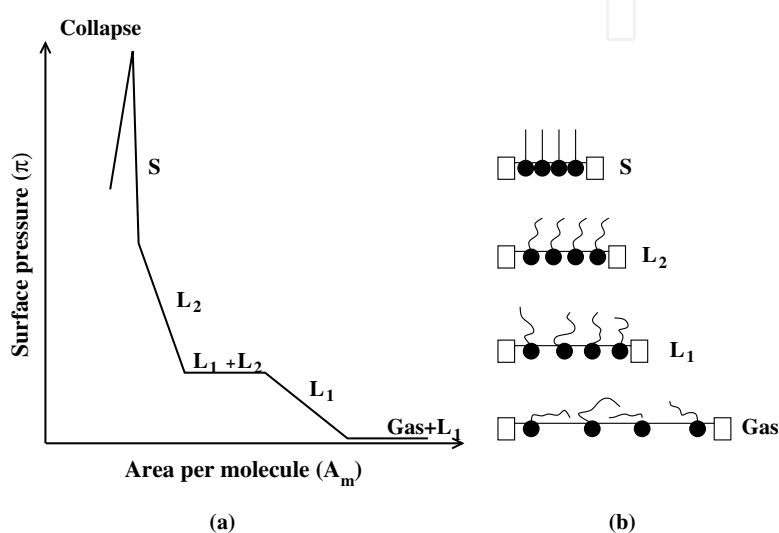 Collapse
Surface pressure (π)
S
L2
L1 +L2
L1
Gas+L1
Area per molecule (Am)
(a)
S
L2
L1
Gas
(b)